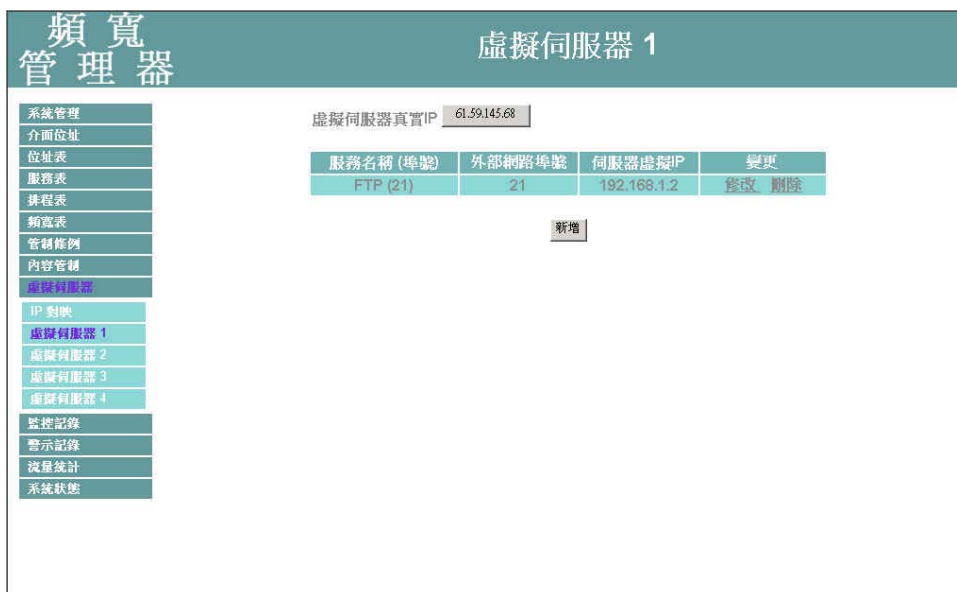 頻 寬
管 理 器
虛擬伺服器 1
系統管理
介面位址
位址表
服務表
排程表
頻寬表
管制條例
內容管制
虛擬伺服器
IP 對映
虛擬伺服器 1
虛擬伺服器 2
虛擬伺服器 3
虛擬伺服器 4
監控記錄
警示記錄
流量統計
系統狀態
虛擬伺服器真實IP 61.59.145.68
服務名稱 (埠號) 外部網路埠號 伺服器虛擬IP 變更
FTP (21) 21 192.168.1.2 修改 刪除
新增